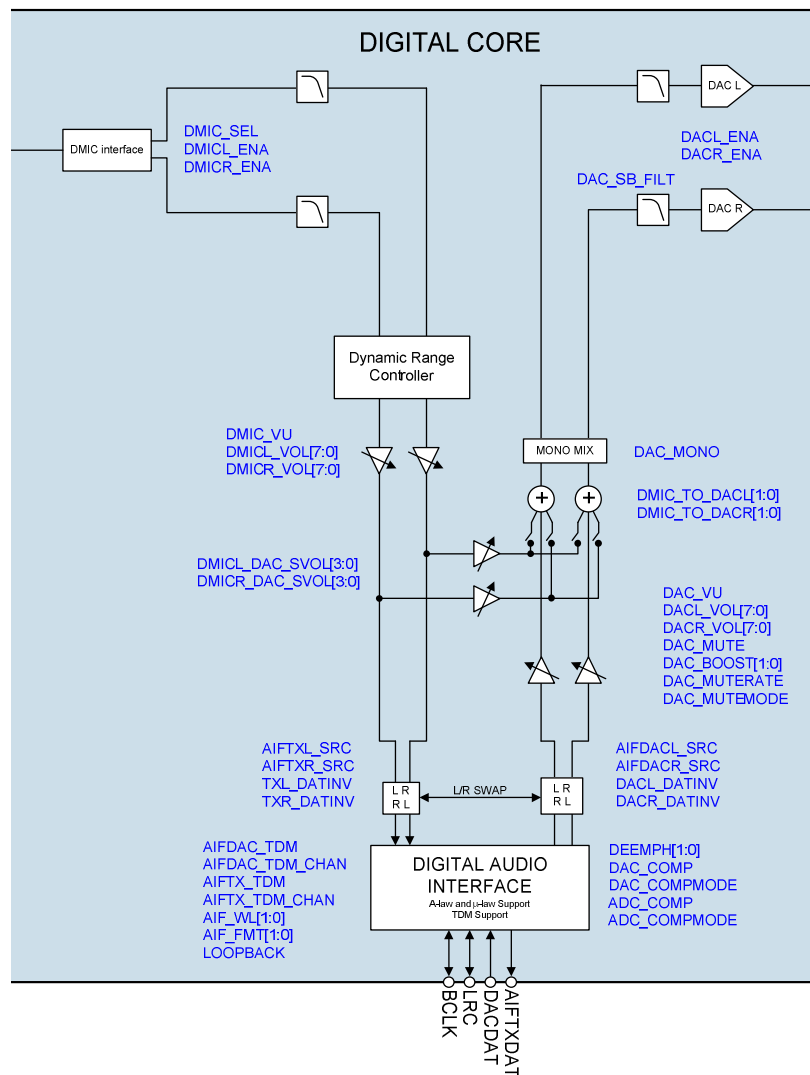 DIGITAL CORE
DAC L
DMIC_SEL
DMICL_ENA
DMICR_ENA
DMIC interface
DACL_ENA
DACR_ENA
DAC_SB_FILT
DAC R
Dynamic Range
Controller
DMIC_VU
DMICL_VOL[7:0]
DMICR_VOL[7:0]
MONO MIX
DAC_MONO
+
+
DMIC_TO_DACL[1:0]
DMIC_TO_DACR[1:0]
DMICL_DAC_SVOL[3:0]
DMICR_DAC_SVOL[3:0]
DAC_VU
DACL_VOL[7:0]
DACR_VOL[7:0]
DAC_MUTE
DAC_BOOST[1:0]
DAC_MUTERATE
DAC_MUTEMODE
AIFTXL_SRC
AIFTXR_SRC
TXL_DATINV
TXR_DATINV
L R
R L
L/R SWAP
L R
R L
AIFDACL_SRC
AIFDACR_SRC
DACL_DATINV
DACR_DATINV
AIFDAC_TDM
AIFDAC_TDM_CHAN
AIFTX_TDM
AIFTX_TDM_CHAN
AIF_WL[1:0]
AIF_FMT[1:0]
LOOPBACK
DIGITAL AUDIO
INTERFACE
A-law and µ-law Support
TDM Support
DEEMPH[1:0]
DAC_COMP
DAC_COMPMODE
ADC_COMP
ADC_COMPMODE
BCLK
LRC
DACDAT
AIFTXDAT